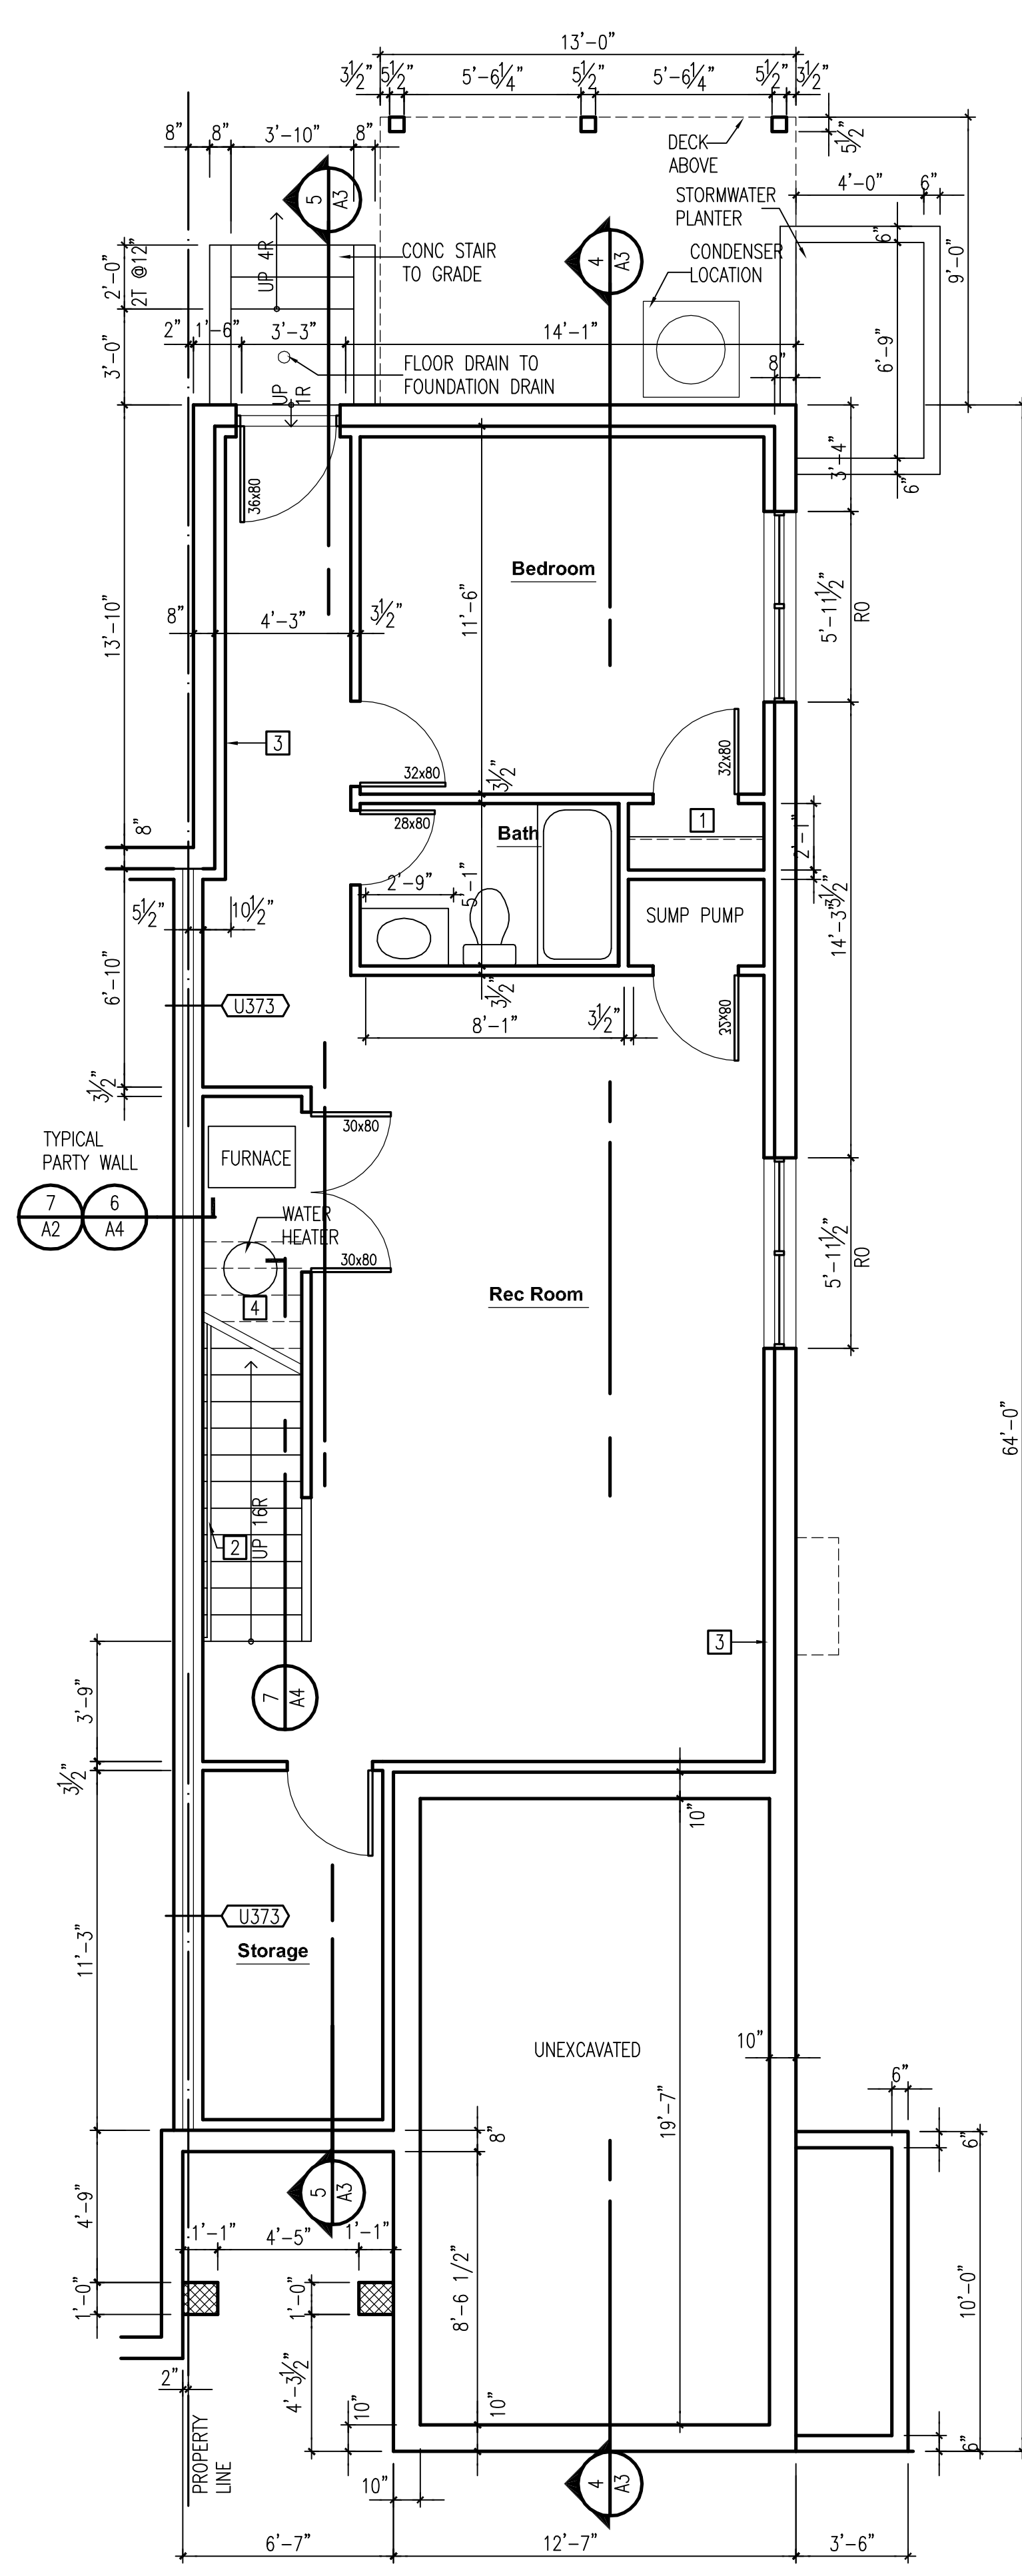 13'-0"
3½" 5½" 5'-6¼" 5½" 5'-6¼" 5½" 3½"
8" 8" 3'-10" 8"
DECK
ABOVE
5½"
5
A3
STORMWATER
PLANTER
4'-0" 6"
CONC STAIR
TO GRADE
UP 4R
4
A3
CONDENSER
LOCATION
6"
9'-0"
2'-0"
2T @12"
2" 1'-6" 3'-3" 14'-1"
3'-0"
6'-9"
FLOOR DRAIN TO
FOUNDATION DRAIN
8"
UP
1R
3'-4"
6"
36x80
Bedroom
13'-10"
8" 4'-3" 3½"
11'-6"
5'-11½"
RO
3
32x80
32x80
3½"
28x80
Bath
1
8"
2'-1"
2'-9"
5'-1"
3½"
5½" 10½"
SUMP PUMP
14'-3"
6'-10"
U373
3½"
8'-1" 3½"
32x80
3½"
30x80
TYPICAL
PARTY WALL
FURNACE
7
A2
6
A4
WATER
HEATER
30x80
4
Rec Room
5'-11½"
RO
64'-0"
2
UP 16R
3
3'-9"
7
A4
3½"
10"
11'-3"
U373
Storage
UNEXCAVATED
10"
19'-7"
6"
8"
6"
4'-9"
5
A3
1'-1" 4'-5" 1'-1"
8'-6 1/2"
1'-0"
1'-0"
10'-0"
4'-3½"
2"
10"
10"
6"
PROPERTY
LINE
10"
4
A3
6'-7" 12'-7" 3'-6"